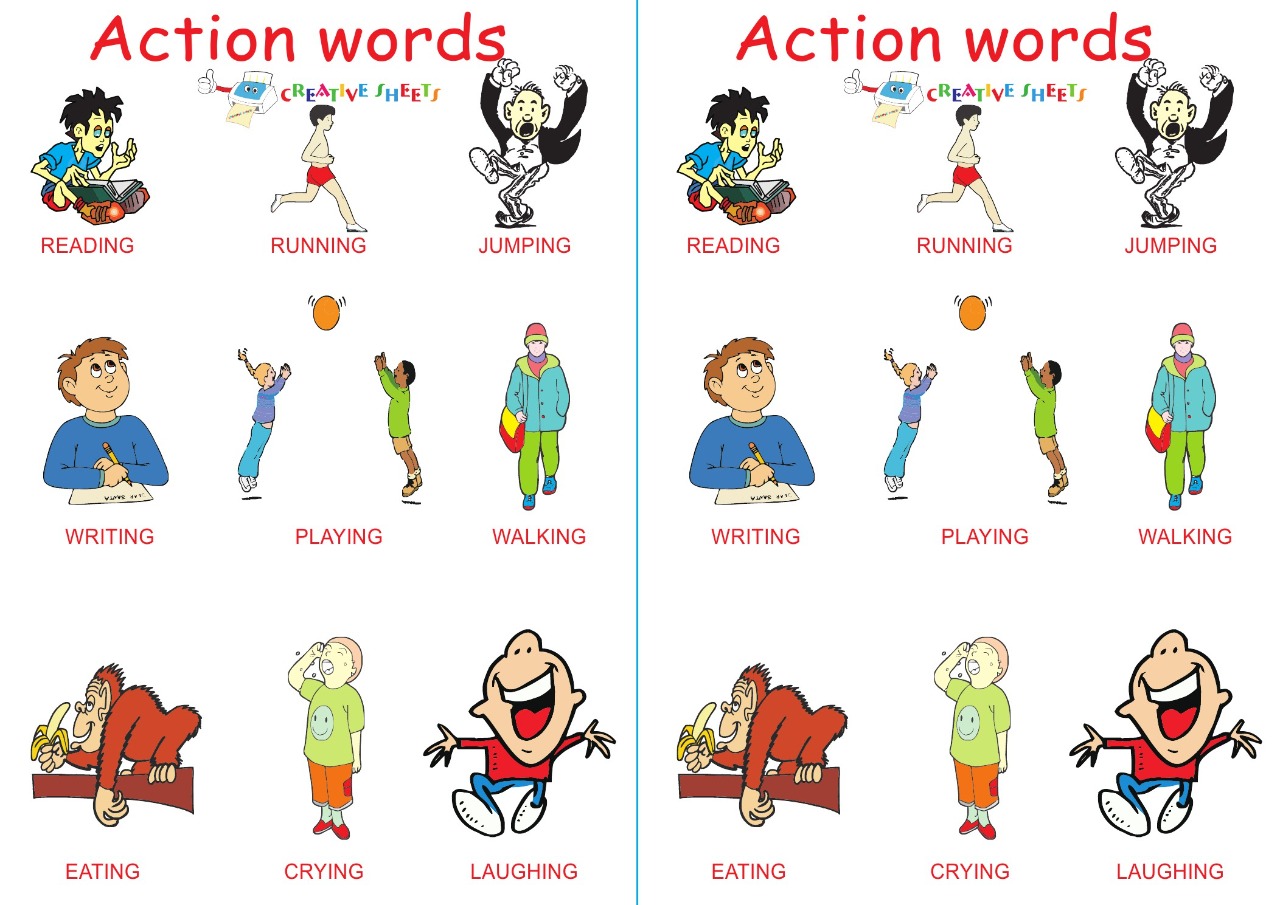 Action words
CREATIVE SHEETS
READING RUNNING JUMPING
WRITING PLAYING WALKING
EATING CRYING LAUGHING
Action words
CREATIVE SHEETS
READING RUNNING JUMPING
WRITING PLAYING WALKING
EATING CRYING LAUGHING